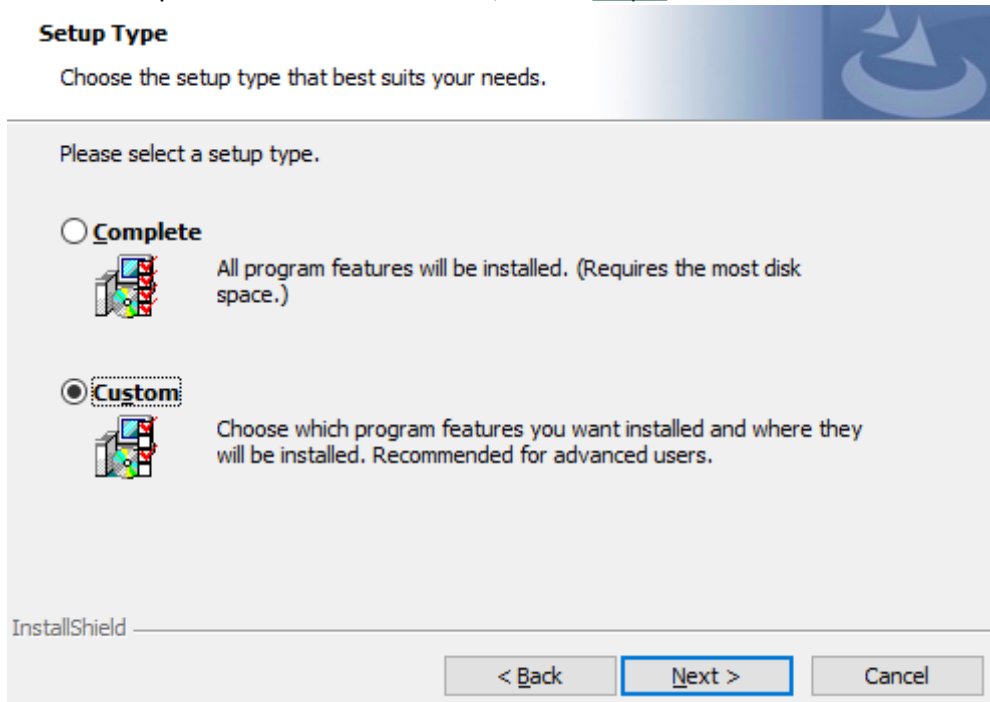 Setup Type
Choose the setup type that best suits your needs.
Please select a setup type.
Complete
All program features will be installed. (Requires the most disk
space.)
Custom
Choose which program features you want installed and where they
will be installed. Recommended for advanced users.
InstallShield
< Back Next > Cancel